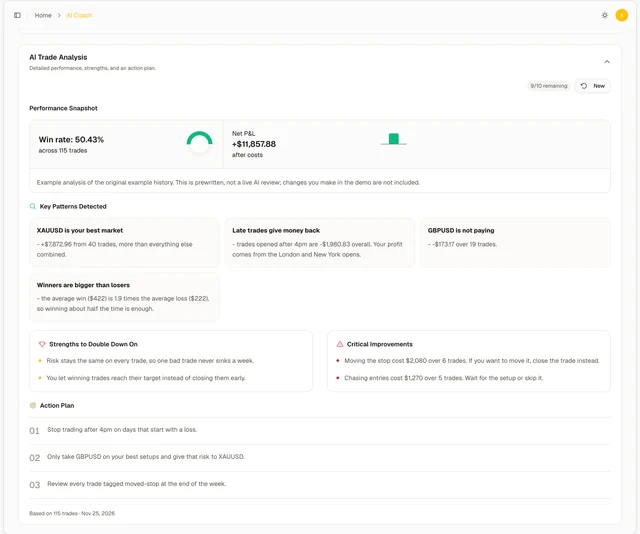 Home > AI Coach
A
AI Trade Analysis
Detailed performance, strengths, and an action plan.
9/10 remaining
New
Performance Snapshot
Win rate: 50.43%
across 115 trades
Net P&L
+$11,857.88
after costs
Example analysis of the original example history. This is prewritten, not a live AI review; changes you make in the demo are not included.
Key Patterns Detected
XAUUSD is your best market
- +$7,872.96 from 40 trades, more than everything else
combined.
Late trades give money back
- trades opened after 4pm are -$1,980.83 overall. Your profit
comes from the London and New York opens.
GBPUSD is not paying
- -$173.17 over 19 trades.
Winners are bigger than losers
- the average win ($422) is 1.9 times the average loss ($222),
so winning about half the time is enough.
Strengths to Double Down On
Risk stays the same on every trade, so one bad trade never sinks a week.
You let winning trades reach their target instead of closing them early.
Critical Improvements
Moving the stop cost $2,080 over 6 trades. If you want to move it, close the trade instead.
Chasing entries cost $1,270 over 5 trades. Wait for the setup or skip it.
Action Plan
01 Stop trading after 4pm on days that start with a loss.
02 Only take GBPUSD on your best setups and give that risk to XAUUSD.
03 Review every trade tagged moved-stop at the end of the week.
Based on 115 trades · Nov 25, 2026